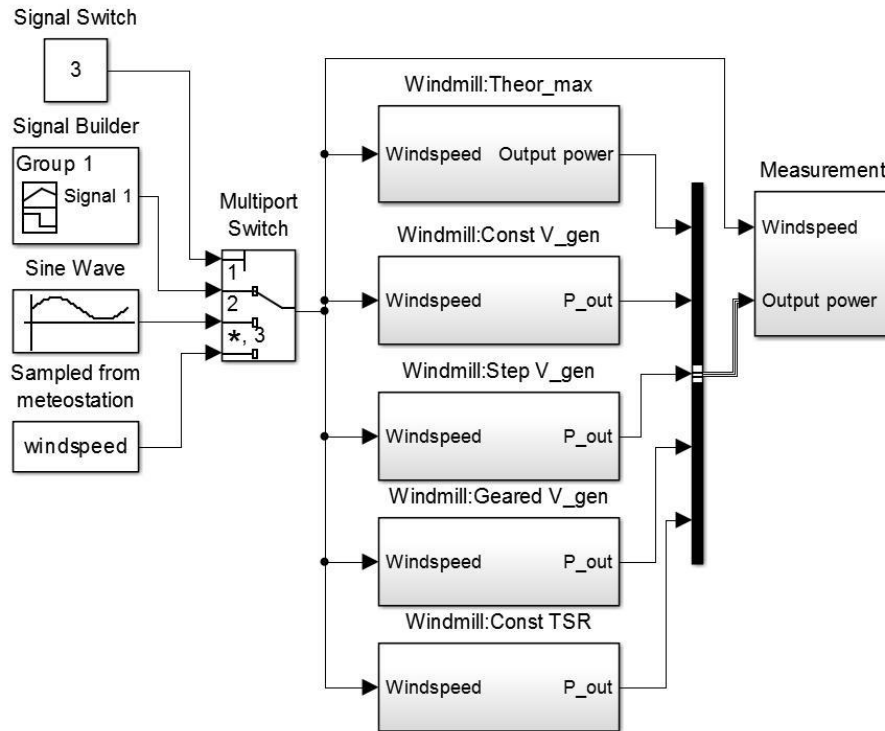 Signal Switch
3
Signal Builder
Group 1
Signal 1
Sine Wave
Sampled from
meteostation
windspeed
Multiport
Switch
1
2
*, 3
Windmill:Theor_max
Windspeed Output power
Windmill:Const V_gen
Windspeed P_out
Windmill:Step V_gen
Windspeed P_out
Windmill:Geared V_gen
Windspeed P_out
Windmill:Const TSR
Windspeed P_out
Measurement
Windspeed
Output power